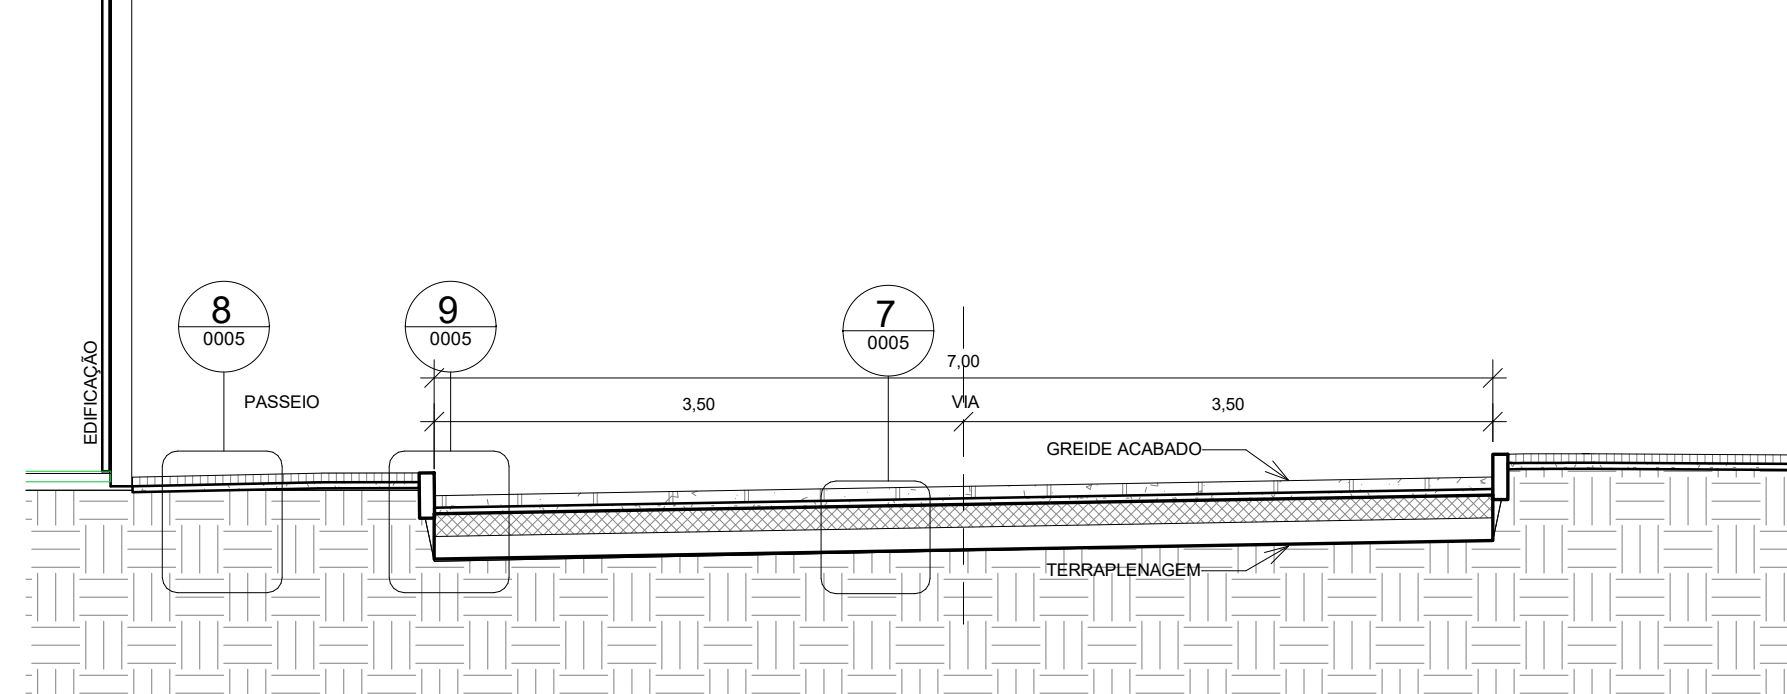 8
0005
9
0005
7
0005
7,00
EDIFICAÇÃO
PASSEIO
3,50
VIA
3,50
GREIDE ACABADO
TERRAPLENAGEM